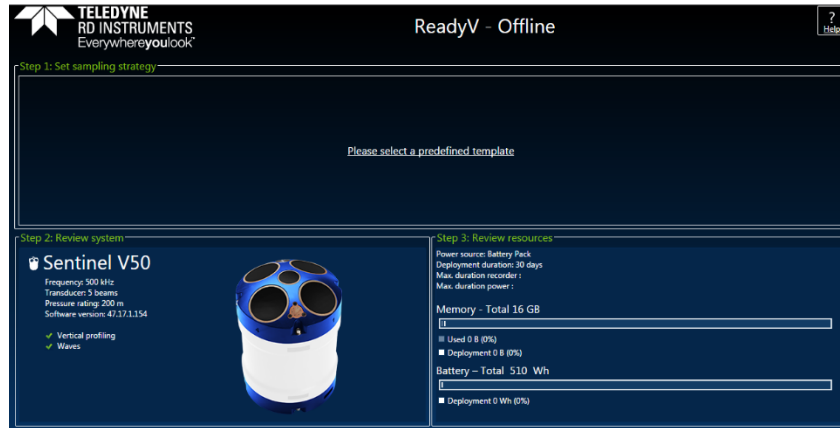 TELEDYNE
RD INSTRUMENTS
Everywhereyoulook
ReadyV - Offline
?
Help
Step 1: Set sampling strategy
Please select a predefined template
Step 2: Review system
Sentinel V50
Frequency: 500 kHz
Transducer: 5 beams
Pressure rating: 200 m
Software version: 47.17.1.154
Vertical profiling
Waves
Step 3: Review resources
Power source: Battery Pack
Deployment duration: 30 days
Max. duration recorder :
Max. duration power :
Memory - Total 16 GB
Used 0 B (0%)
Deployment 0 B (0%)
Battery – Total 510 Wh
Deployment 0 Wh (0%)